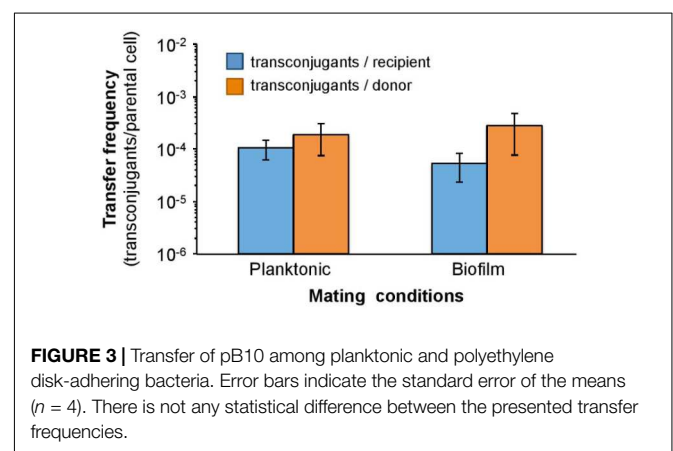 10⁻²
transconjugants / recipient
transconjugants / donor
10⁻³
10⁻⁴
10⁻⁵
10⁻⁶
Transfer frequency
(transconjugants/parental cell)
Planktonic Biofilm
Mating conditions
FIGURE 3 | Transfer of pB10 among planktonic and polyethylene
disk-adhering bacteria. Error bars indicate the standard error of the means
(n = 4). There is not any statistical difference between the presented transfer
frequencies.